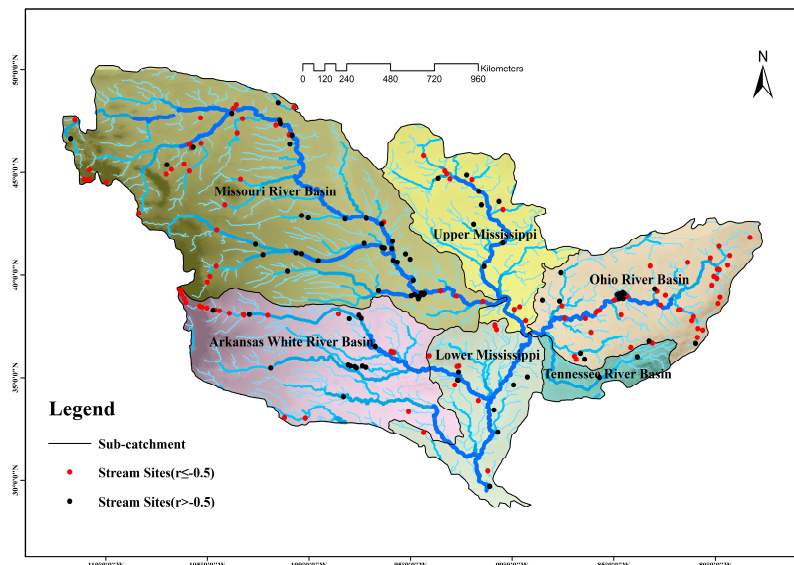 N
Kilometers
0 60 120 240 480 720 960
Missouri River Basin
Upper Mississippi
Ohio River Basin
Arkansas White River Basin
Lower Mississippi
Tennessee River Basin
Legend
Sub-catchment
Stream Sites(r≤-0.5)
Stream Sites(r>-0.5)